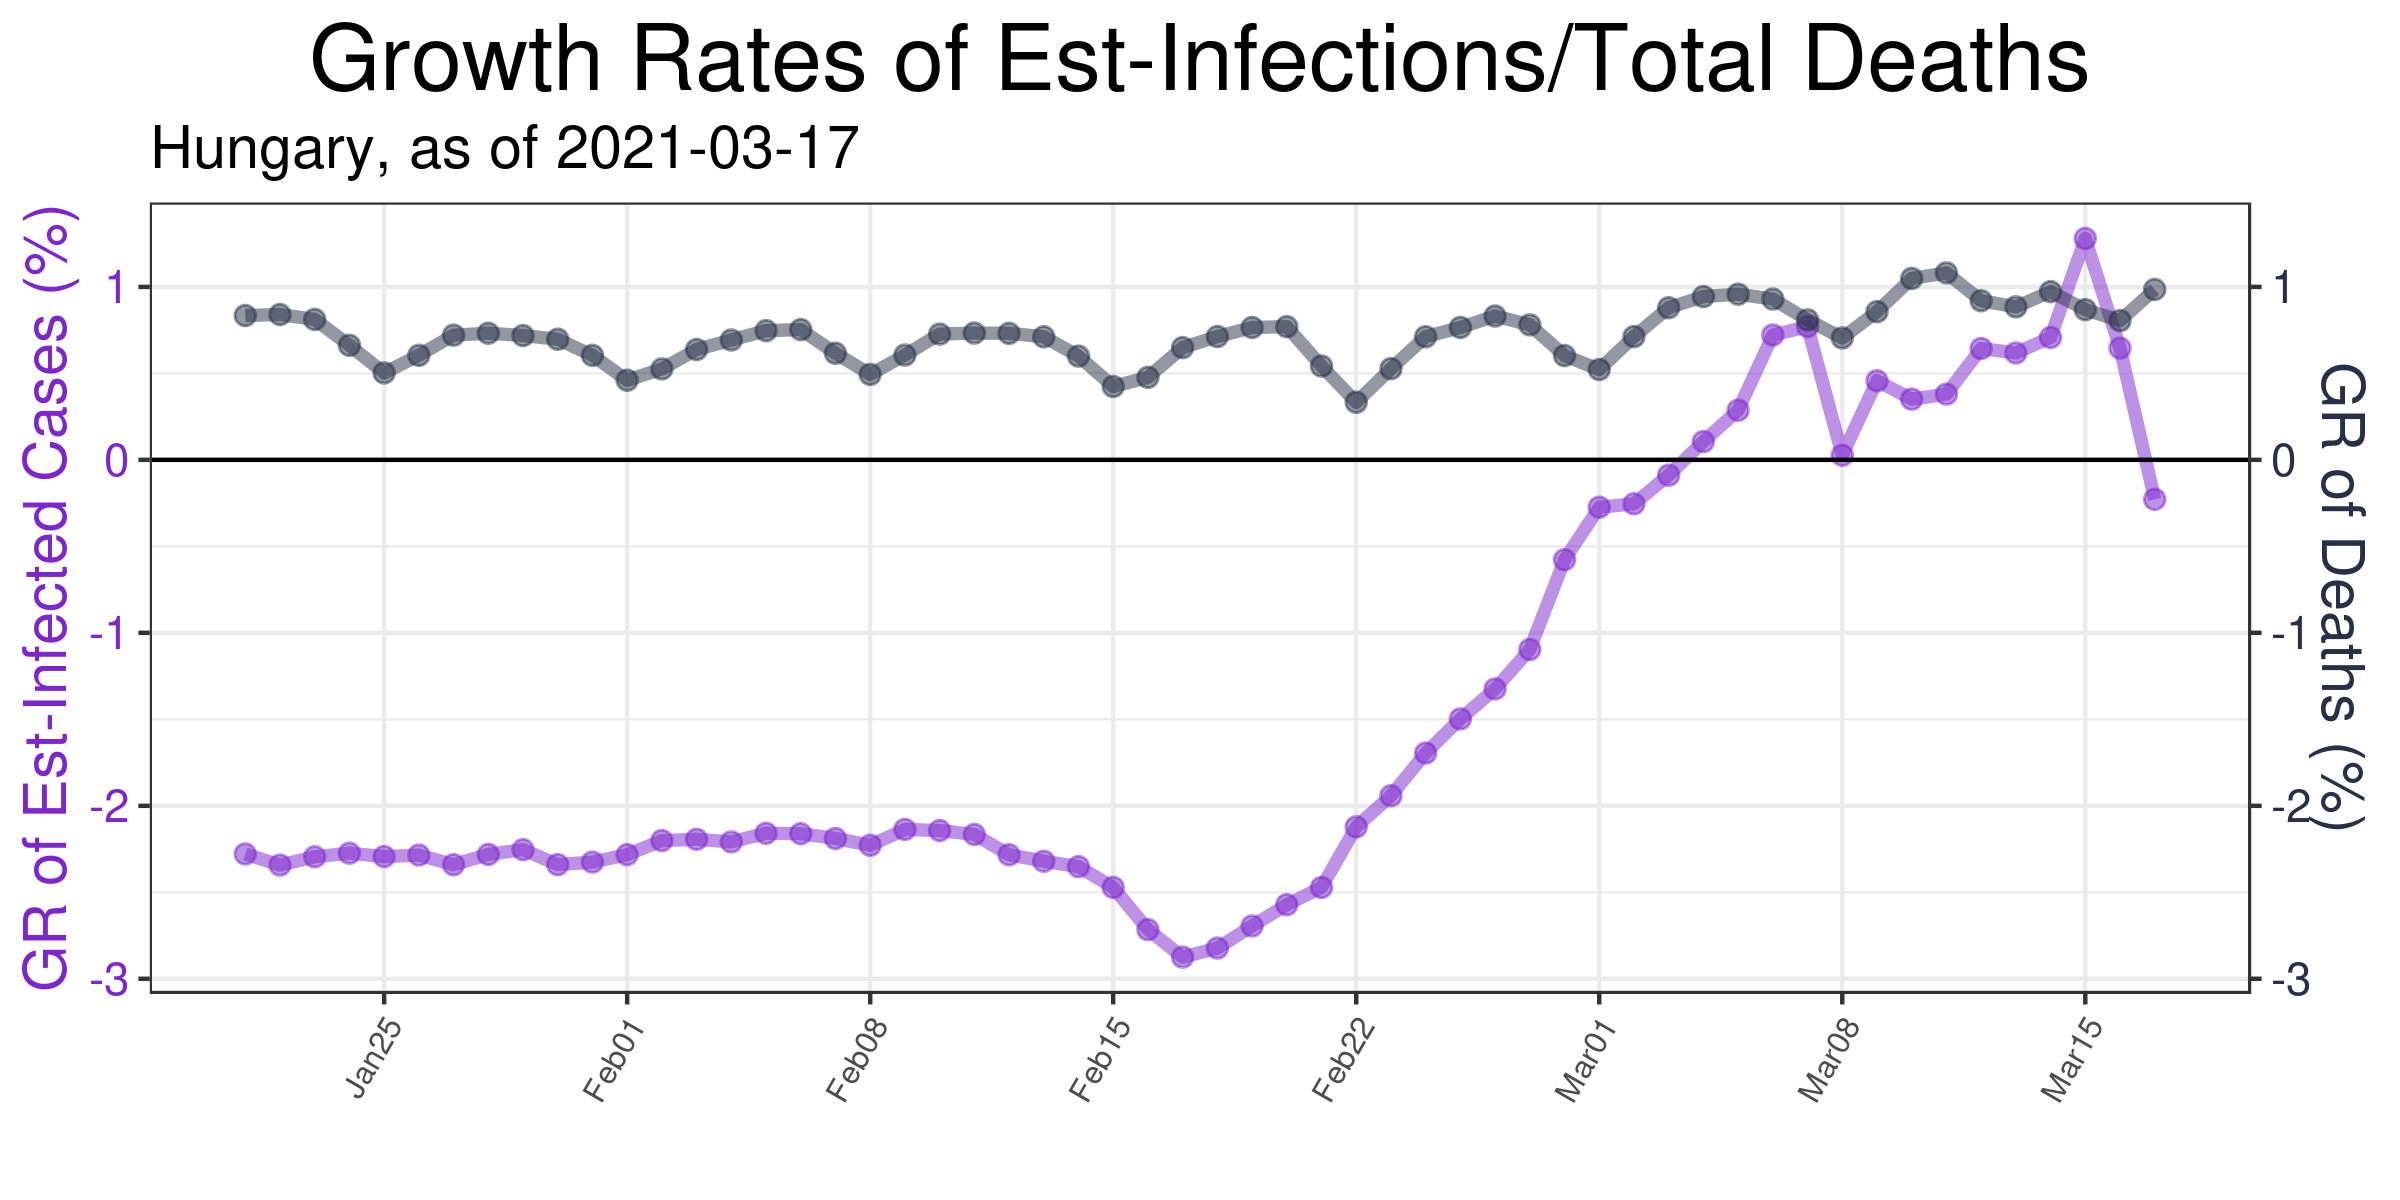 Growth Rates of Est-Infections/Total Deaths
Hungary, as of 2021-03-17
GR of Est-Infected Cases (%)
1
0
-1
-2
-3
1
0
-1
-2
-3
GR of Deaths (%)
Jan25
Feb01
Feb08
Feb15
Feb22
Mar01
Mar08
Mar15